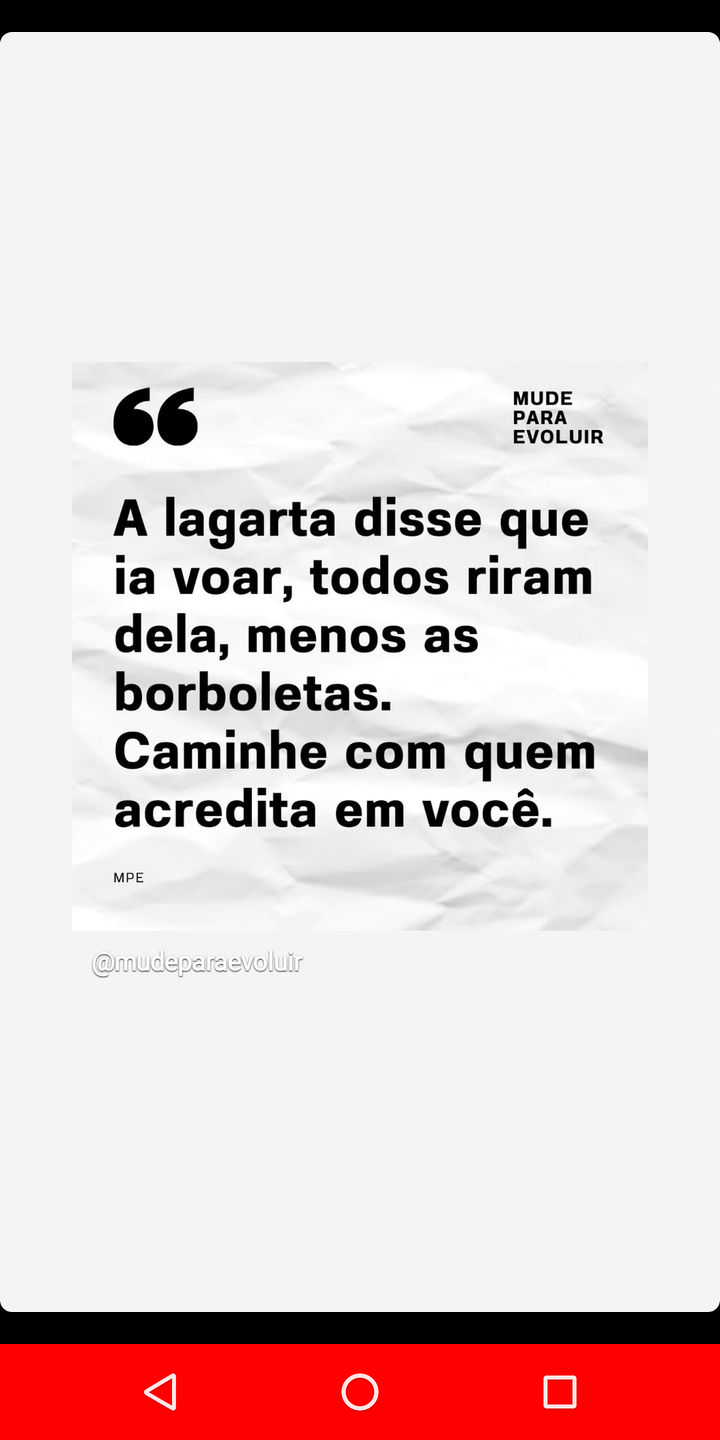 MUDE
PARA
EVOLUIR
A lagarta disse que
ia voar, todos riram
dela, menos as
borboletas.
Caminhe com quem
acredita em você.
MPE
@mudeparaevoluir